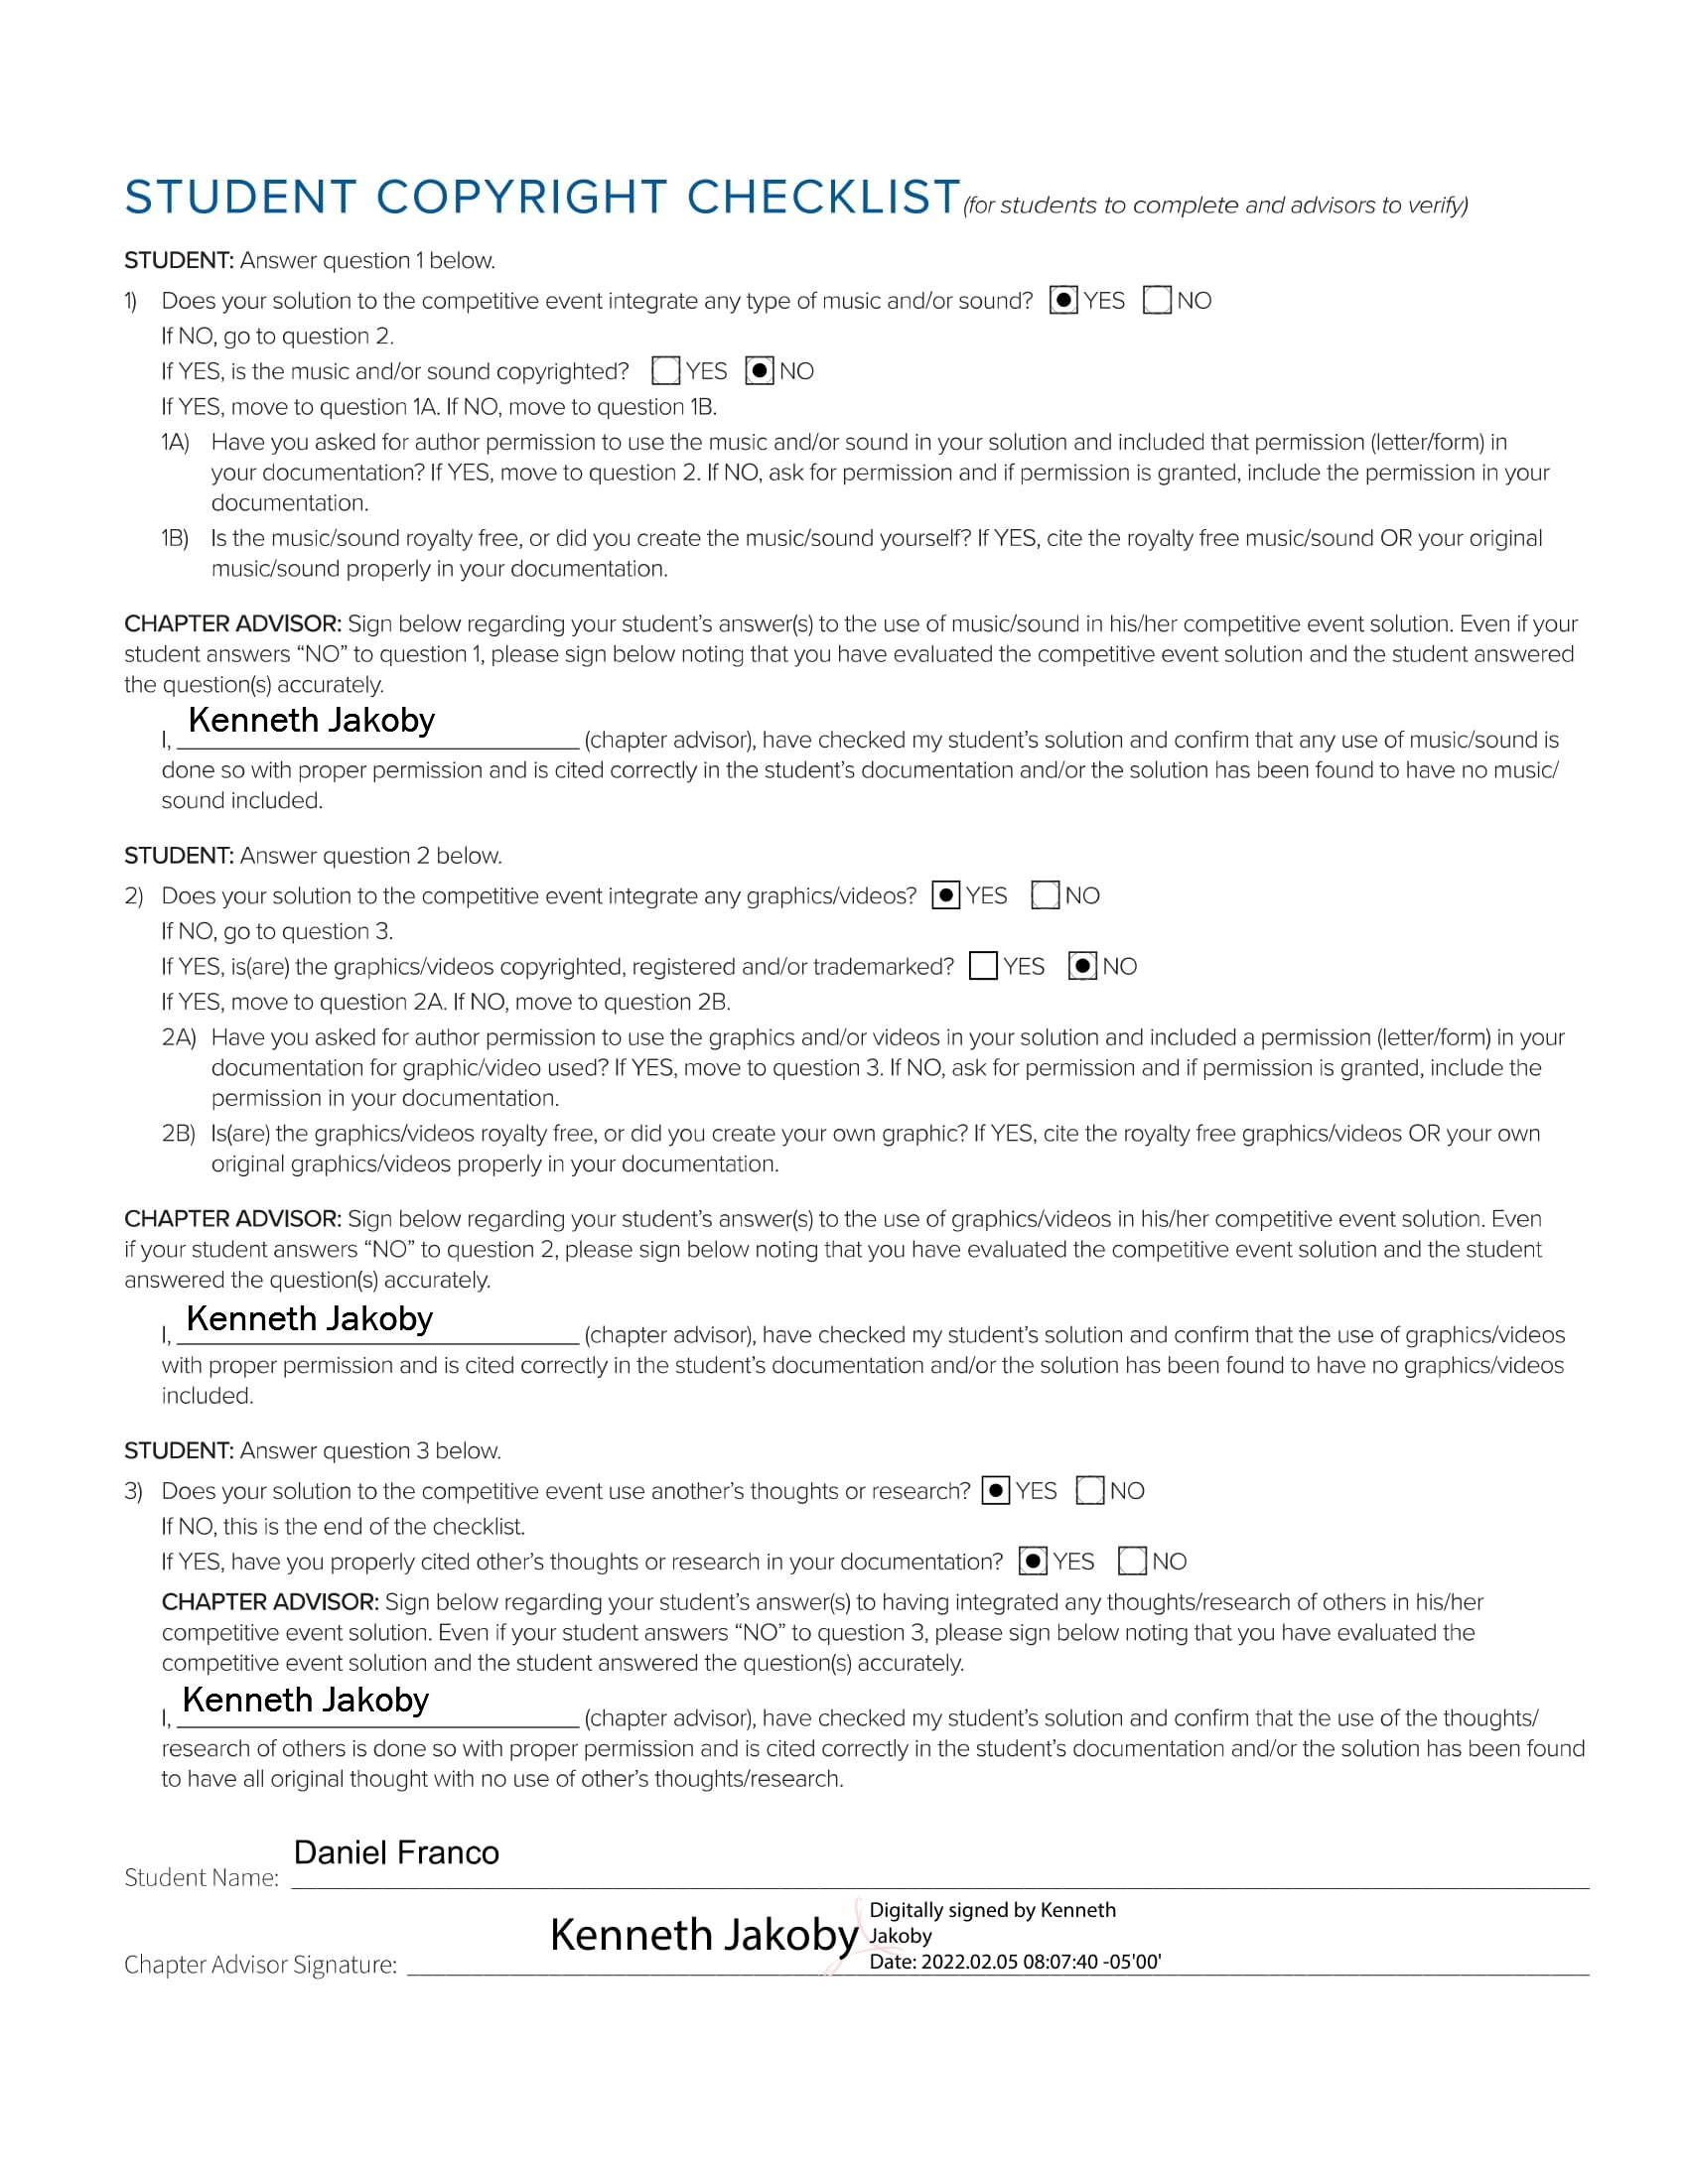 STUDENT COPYRIGHT CHECKLIST (for students to complete and advisors to verify)
STUDENT: Answer question 1 below.
1) Does your solution to the competitive event integrate any type of music and/or sound? YES NO
If NO, go to question 2.
If YES, is the music and/or sound copyrighted? YES NO
If YES, move to question 1A. If NO, move to question 1B.
1A) Have you asked for author permission to use the music and/or sound in your solution and included that permission (letter/form) in
your documentation? If YES, move to question 2. If NO, ask for permission and if permission is granted, include the permission in your
documentation.
1B) Is the music/sound royalty free, or did you create the music/sound yourself? If YES, cite the royalty free music/sound OR your original
music/sound properly in your documentation.
CHAPTER ADVISOR: Sign below regarding your student’s answer(s) to the use of music/sound in his/her competitive event solution. Even if your
student answers “NO” to question 1, please sign below noting that you have evaluated the competitive event solution and the student answered
the question(s) accurately.
I, Kenneth Jakoby (chapter advisor), have checked my student’s solution and confirm that any use of music/sound is
done so with proper permission and is cited correctly in the student’s documentation and/or the solution has been found to have no music/
sound included.
STUDENT: Answer question 2 below.
2) Does your solution to the competitive event integrate any graphics/videos? YES NO
If NO, go to question 3.
If YES, is(are) the graphics/videos copyrighted, registered and/or trademarked? YES NO
If YES, move to question 2A. If NO, move to question 2B.
2A) Have you asked for author permission to use the graphics and/or videos in your solution and included a permission (letter/form) in your
documentation for graphic/video used? If YES, move to question 3. If NO, ask for permission and if permission is granted, include the
permission in your documentation.
2B) Is(are) the graphics/videos royalty free, or did you create your own graphic? If YES, cite the royalty free graphics/videos OR your own
original graphics/videos properly in your documentation.
CHAPTER ADVISOR: Sign below regarding your student’s answer(s) to the use of graphics/videos in his/her competitive event solution. Even
if your student answers “NO” to question 2, please sign below noting that you have evaluated the competitive event solution and the student
answered the question(s) accurately.
I, Kenneth Jakoby (chapter advisor), have checked my student’s solution and confirm that the use of graphics/videos
with proper permission and is cited correctly in the student’s documentation and/or the solution has been found to have no graphics/videos
included.
STUDENT: Answer question 3 below.
3) Does your solution to the competitive event use another’s thoughts or research? YES NO
If NO, this is the end of the checklist.
If YES, have you properly cited other’s thoughts or research in your documentation? YES NO
CHAPTER ADVISOR: Sign below regarding your student’s answer(s) to having integrated any thoughts/research of others in his/her
competitive event solution. Even if your student answers “NO” to question 3, please sign below noting that you have evaluated the
competitive event solution and the student answered the question(s) accurately.
I, Kenneth Jakoby (chapter advisor), have checked my student’s solution and confirm that the use of the thoughts/
research of others is done so with proper permission and is cited correctly in the student’s documentation and/or the solution has been found
to have all original thought with no use of other’s thoughts/research.
Student Name: Daniel Franco
Chapter Advisor Signature: Kenneth Jakoby
Digitally signed by Kenneth
Jakoby
Date: 2022.02.05 08:07:40 -05'00'